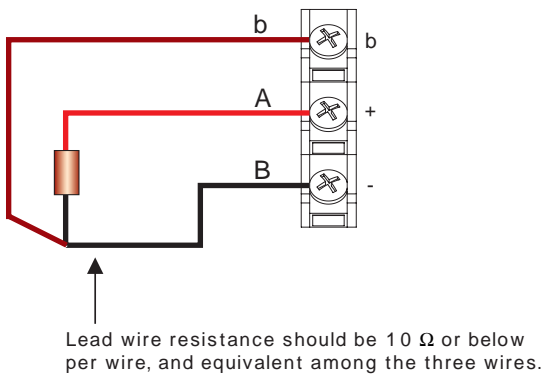 b
b
A
+
B
-
Lead wire resistance should be 10 Ω or below
per wire, and equivalent among the three wires.